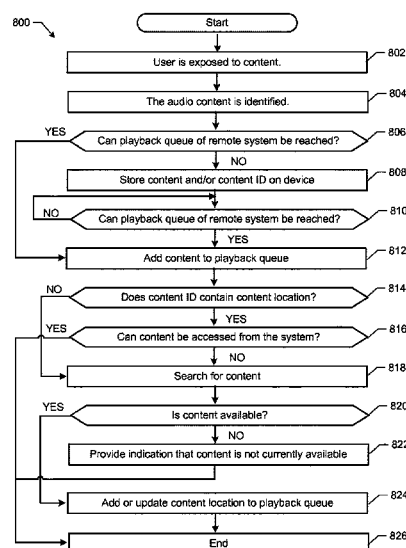 800
Start
User is exposed to content.
802
The audio content is identified.
804
YES
Can playback queue of remote system be reached?
806
NO
Store content and/or content ID on device
808
NO
Can playback queue of remote system be reached?
810
YES
Add content to playback queue
812
NO
Does content ID contain content location?
814
YES
YES
Can content be accessed from the system?
816
NO
Search for content
818
YES
Is content available?
820
NO
Provide indication that content is not currently available
822
Add or update content location to playback queue
824
End
826